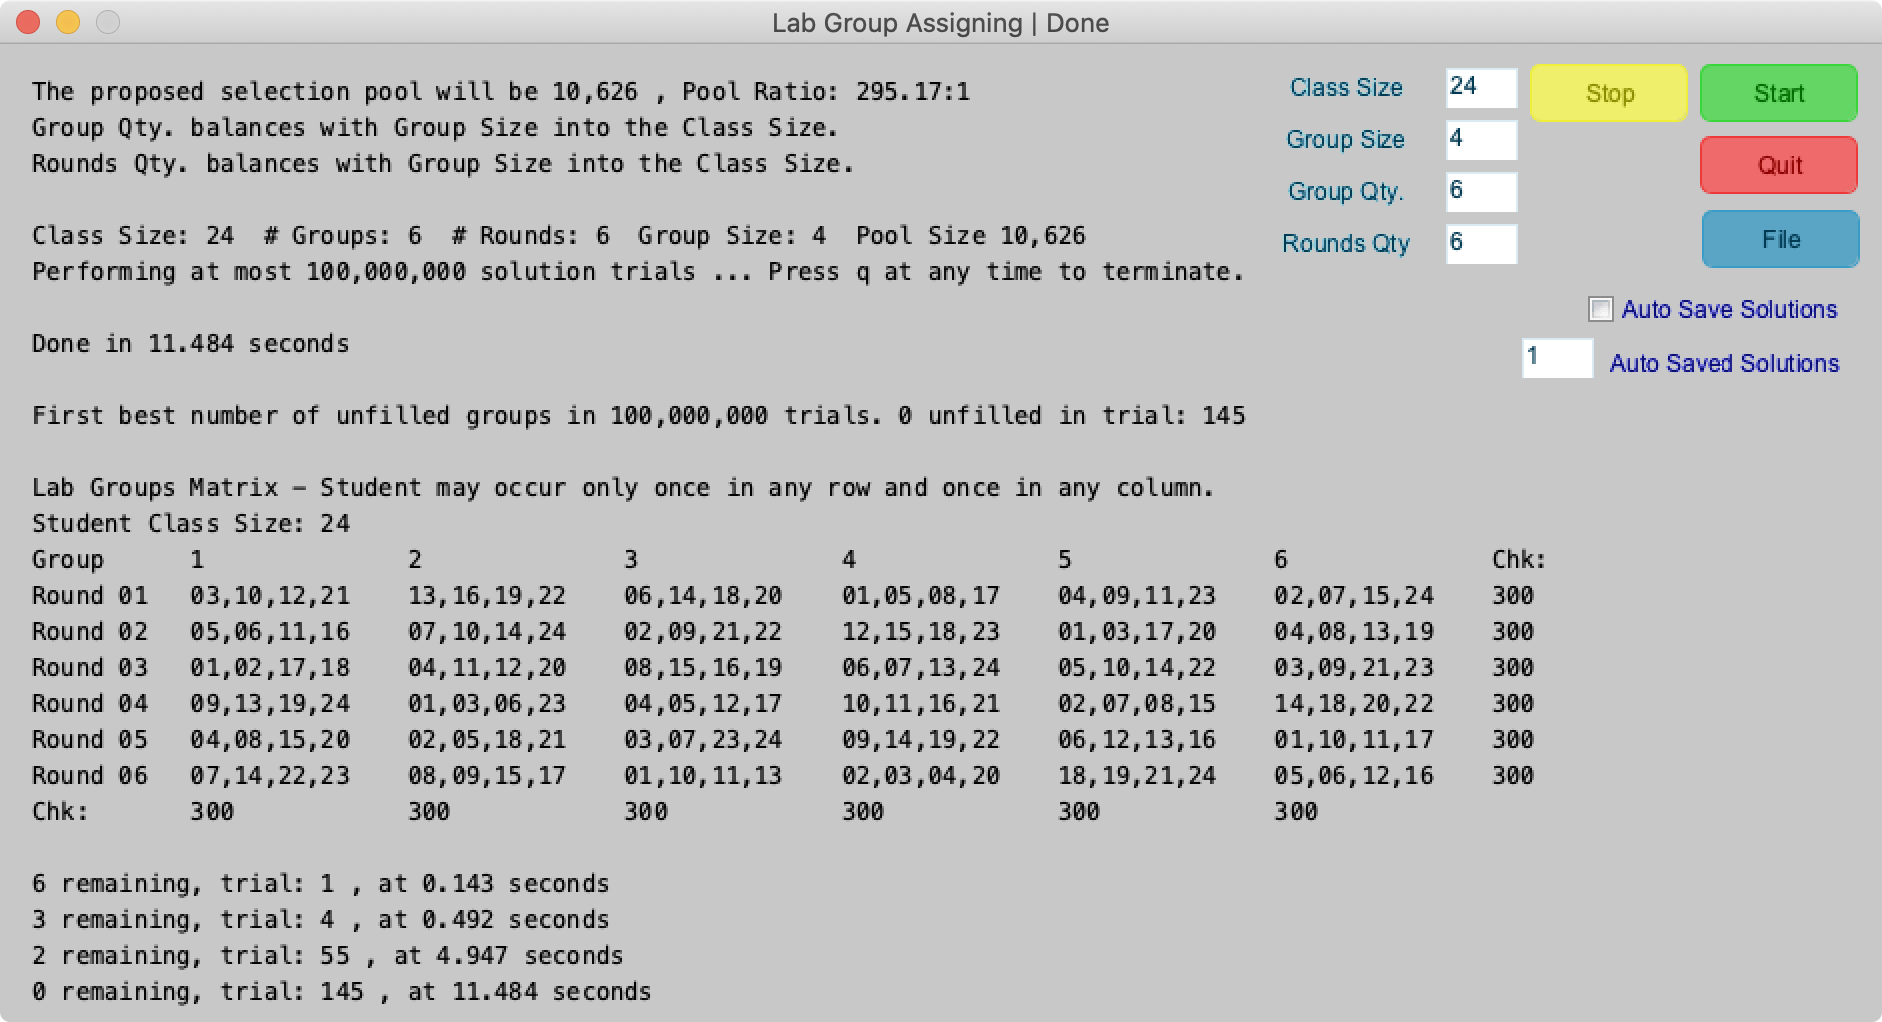 Lab Group Assigning | Done
The proposed selection pool will be 10,626 , Pool Ratio: 295.17:1
Group Qty. balances with Group Size into the Class Size.
Rounds Qty. balances with Group Size into the Class Size.
Class Size: 24  # Groups: 6  # Rounds: 6  Group Size: 4  Pool Size 10,626
Performing at most 100,000,000 solution trials ... Press q at any time to terminate.
Done in 11.484 seconds
First best number of unfilled groups in 100,000,000 trials. 0 unfilled in trial: 145
Class Size 24
Group Size 4
Group Qty. 6
Rounds Qty 6
Stop
Start
Quit
File
Auto Save Solutions
1 Auto Saved Solutions
Lab Groups Matrix – Student may occur only once in any row and once in any column.
Student Class Size: 24
Group 1 2 3 4 5 6 Chk:
Round 01 03,10,12,21 13,16,19,22 06,14,18,20 01,05,08,17 04,09,11,23 02,07,15,24 300
Round 02 05,06,11,16 07,10,14,24 02,09,21,22 12,15,18,23 01,03,17,20 04,08,13,19 300
Round 03 01,02,17,18 04,11,12,20 08,15,16,19 06,07,13,24 05,10,14,22 03,09,21,23 300
Round 04 09,13,19,24 01,03,06,23 04,05,12,17 10,11,16,21 02,07,08,15 14,18,20,22 300
Round 05 04,08,15,20 02,05,18,21 03,07,23,24 09,14,19,22 06,12,13,16 01,10,11,17 300
Round 06 07,14,22,23 08,09,15,17 01,10,11,13 02,03,04,20 18,19,21,24 05,06,12,16 300
Chk: 300 300 300 300 300 300
6 remaining, trial: 1 , at 0.143 seconds
3 remaining, trial: 4 , at 0.492 seconds
2 remaining, trial: 55 , at 4.947 seconds
0 remaining, trial: 145 , at 11.484 seconds